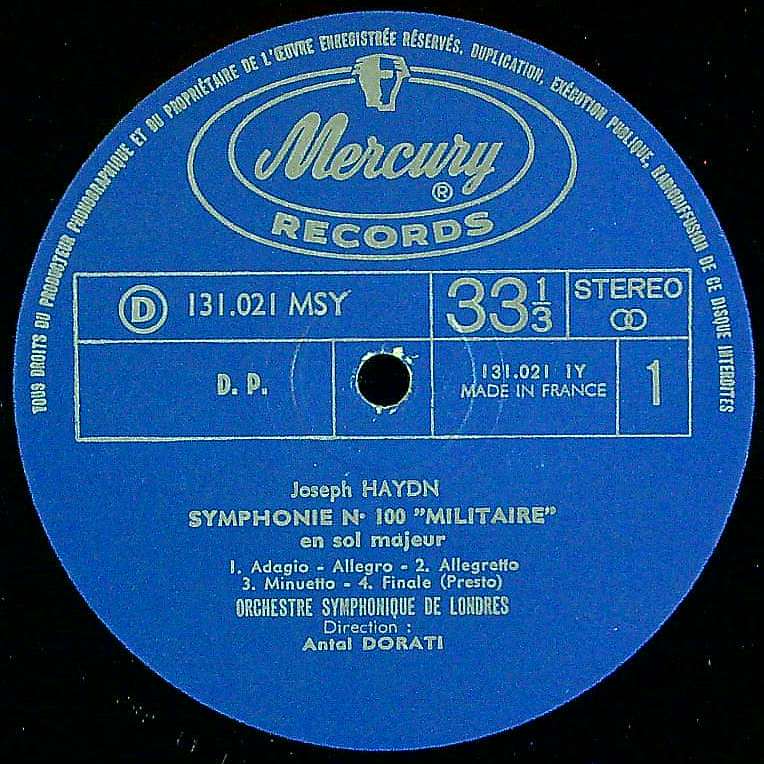 TOUS DROITS DU PRODUCTEUR PHONOGRAPHIQUE ET DU PROPRIÉTAIRE DE L'ŒUVRE ENREGISTRÉE RÉSERVÉS. DUPLICATION, EXÉCUTION PUBLIQUE, RADIODIFFUSION DE CE DISQUE INTERDITES
Mercury
®
RECORDS
D 131.021 MSY 33 1/3 STEREO
D. P. 131.021 1Y
MADE IN FRANCE 1
Joseph HAYDN
SYMPHONIE N• 100 "MILITAIRE"
en sol majeur
1. Adagio - Allegro - 2. Allegretto
3. Minuetto - 4. Finale (Presto)
ORCHESTRE SYMPHONIQUE DE LONDRES
Direction :
Antal DORATI